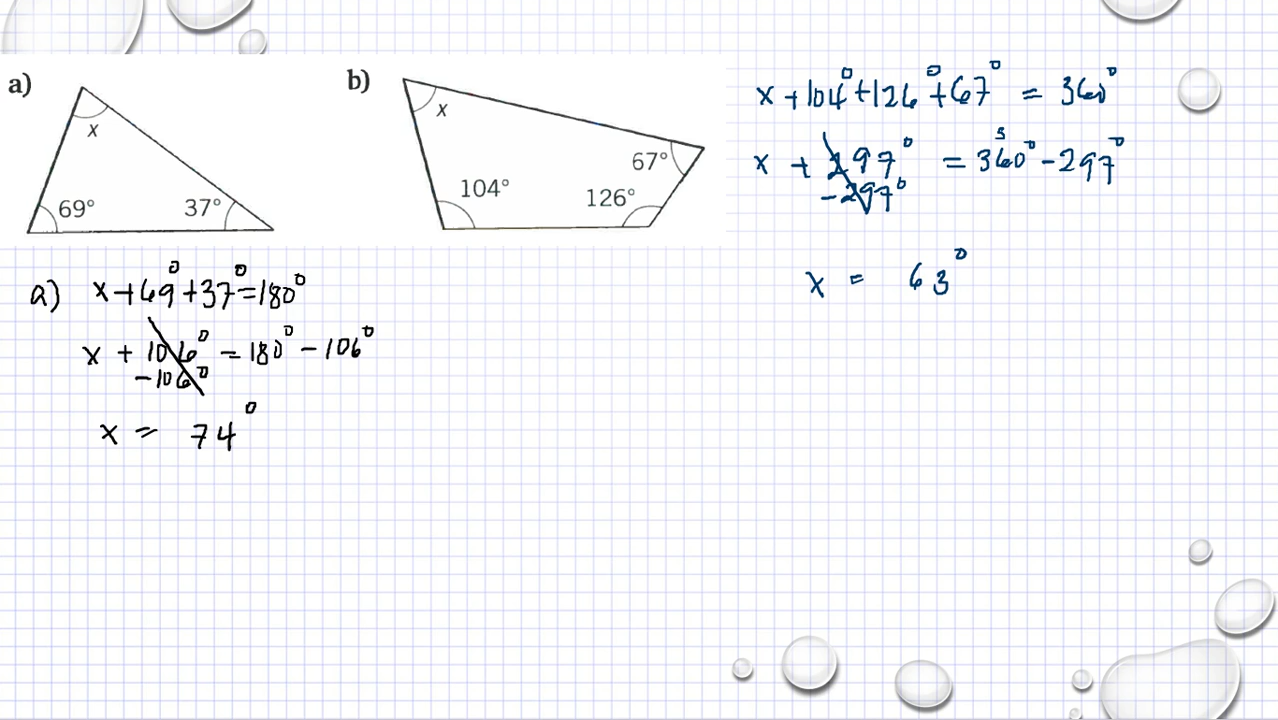 a)
x
69°
37°
b)
x
67°
104°
126°
a) x+69°+37°=180°
x + 106° = 180° - 106°
-106°
x = 74°
x + 104° + 126° + 67° = 360°
5
x + 297° = 360° - 297°
-297°
x = 63°